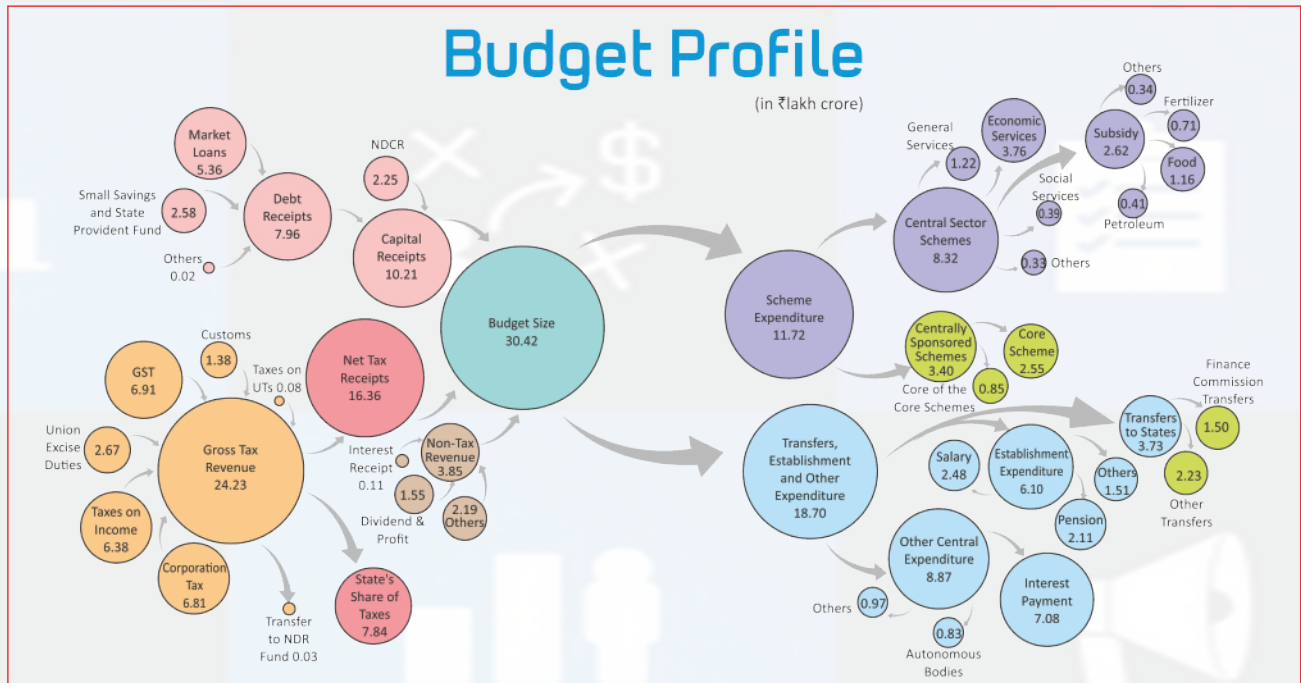 Budget Profile
(in ₹lakh crore)
Market
Loans
5.36
Small Savings
and State
Provident Fund
2.58
Others
0.02
Debt
Receipts
7.96
NDCR
2.25
Capital
Receipts
10.21
Budget Size
30.42
Customs
1.38
Taxes on
UTs 0.08
GST
6.91
Union
Excise
Duties
2.67
Taxes on
Income
6.38
Corporation
Tax
6.81
Gross Tax
Revenue
24.23
Transfer
to NDR
Fund 0.03
Net Tax
Receipts
16.36
State's
Share of
Taxes
7.84
Interest
Receipt
0.11
1.55
Dividend &
Profit
Non-Tax
Revenue
3.85
2.19
Others
Scheme
Expenditure
11.72
General
Services
1.22
Economic
Services
3.76
Social
Services
0.39
0.33
Others
Central Sector
Schemes
8.32
Subsidy
2.62
Others
0.34
Fertilizer
0.71
Food
1.16
0.41
Petroleum
Centrally
Sponsored
Schemes
3.40
Core
Scheme
2.55
Core of the
Core Schemes
0.85
Transfers,
Establishment
and Other
Expenditure
18.70
Finance
Commission
Transfers
1.50
Transfers
to States
3.73
2.23
Other
Transfers
Salary
2.48
Establishment
Expenditure
6.10
Others
1.51
Pension
2.11
Other Central
Expenditure
8.87
Others
0.97
0.83
Autonomous
Bodies
Interest
Payment
7.08